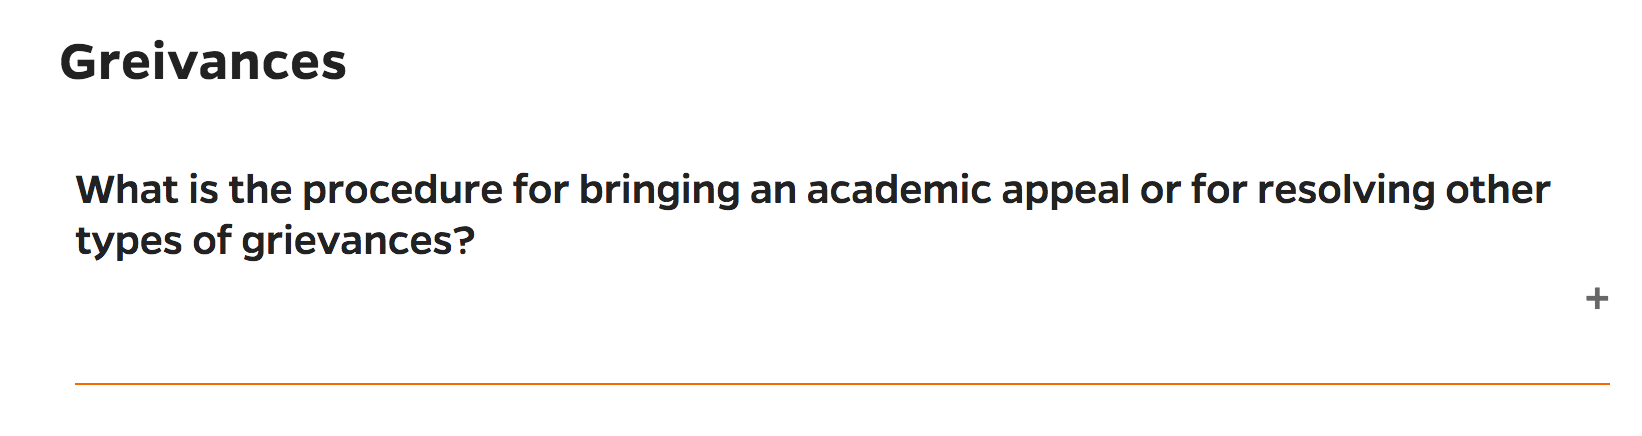 Greivances
What is the procedure for bringing an academic appeal or for resolving other
types of grievances?
+